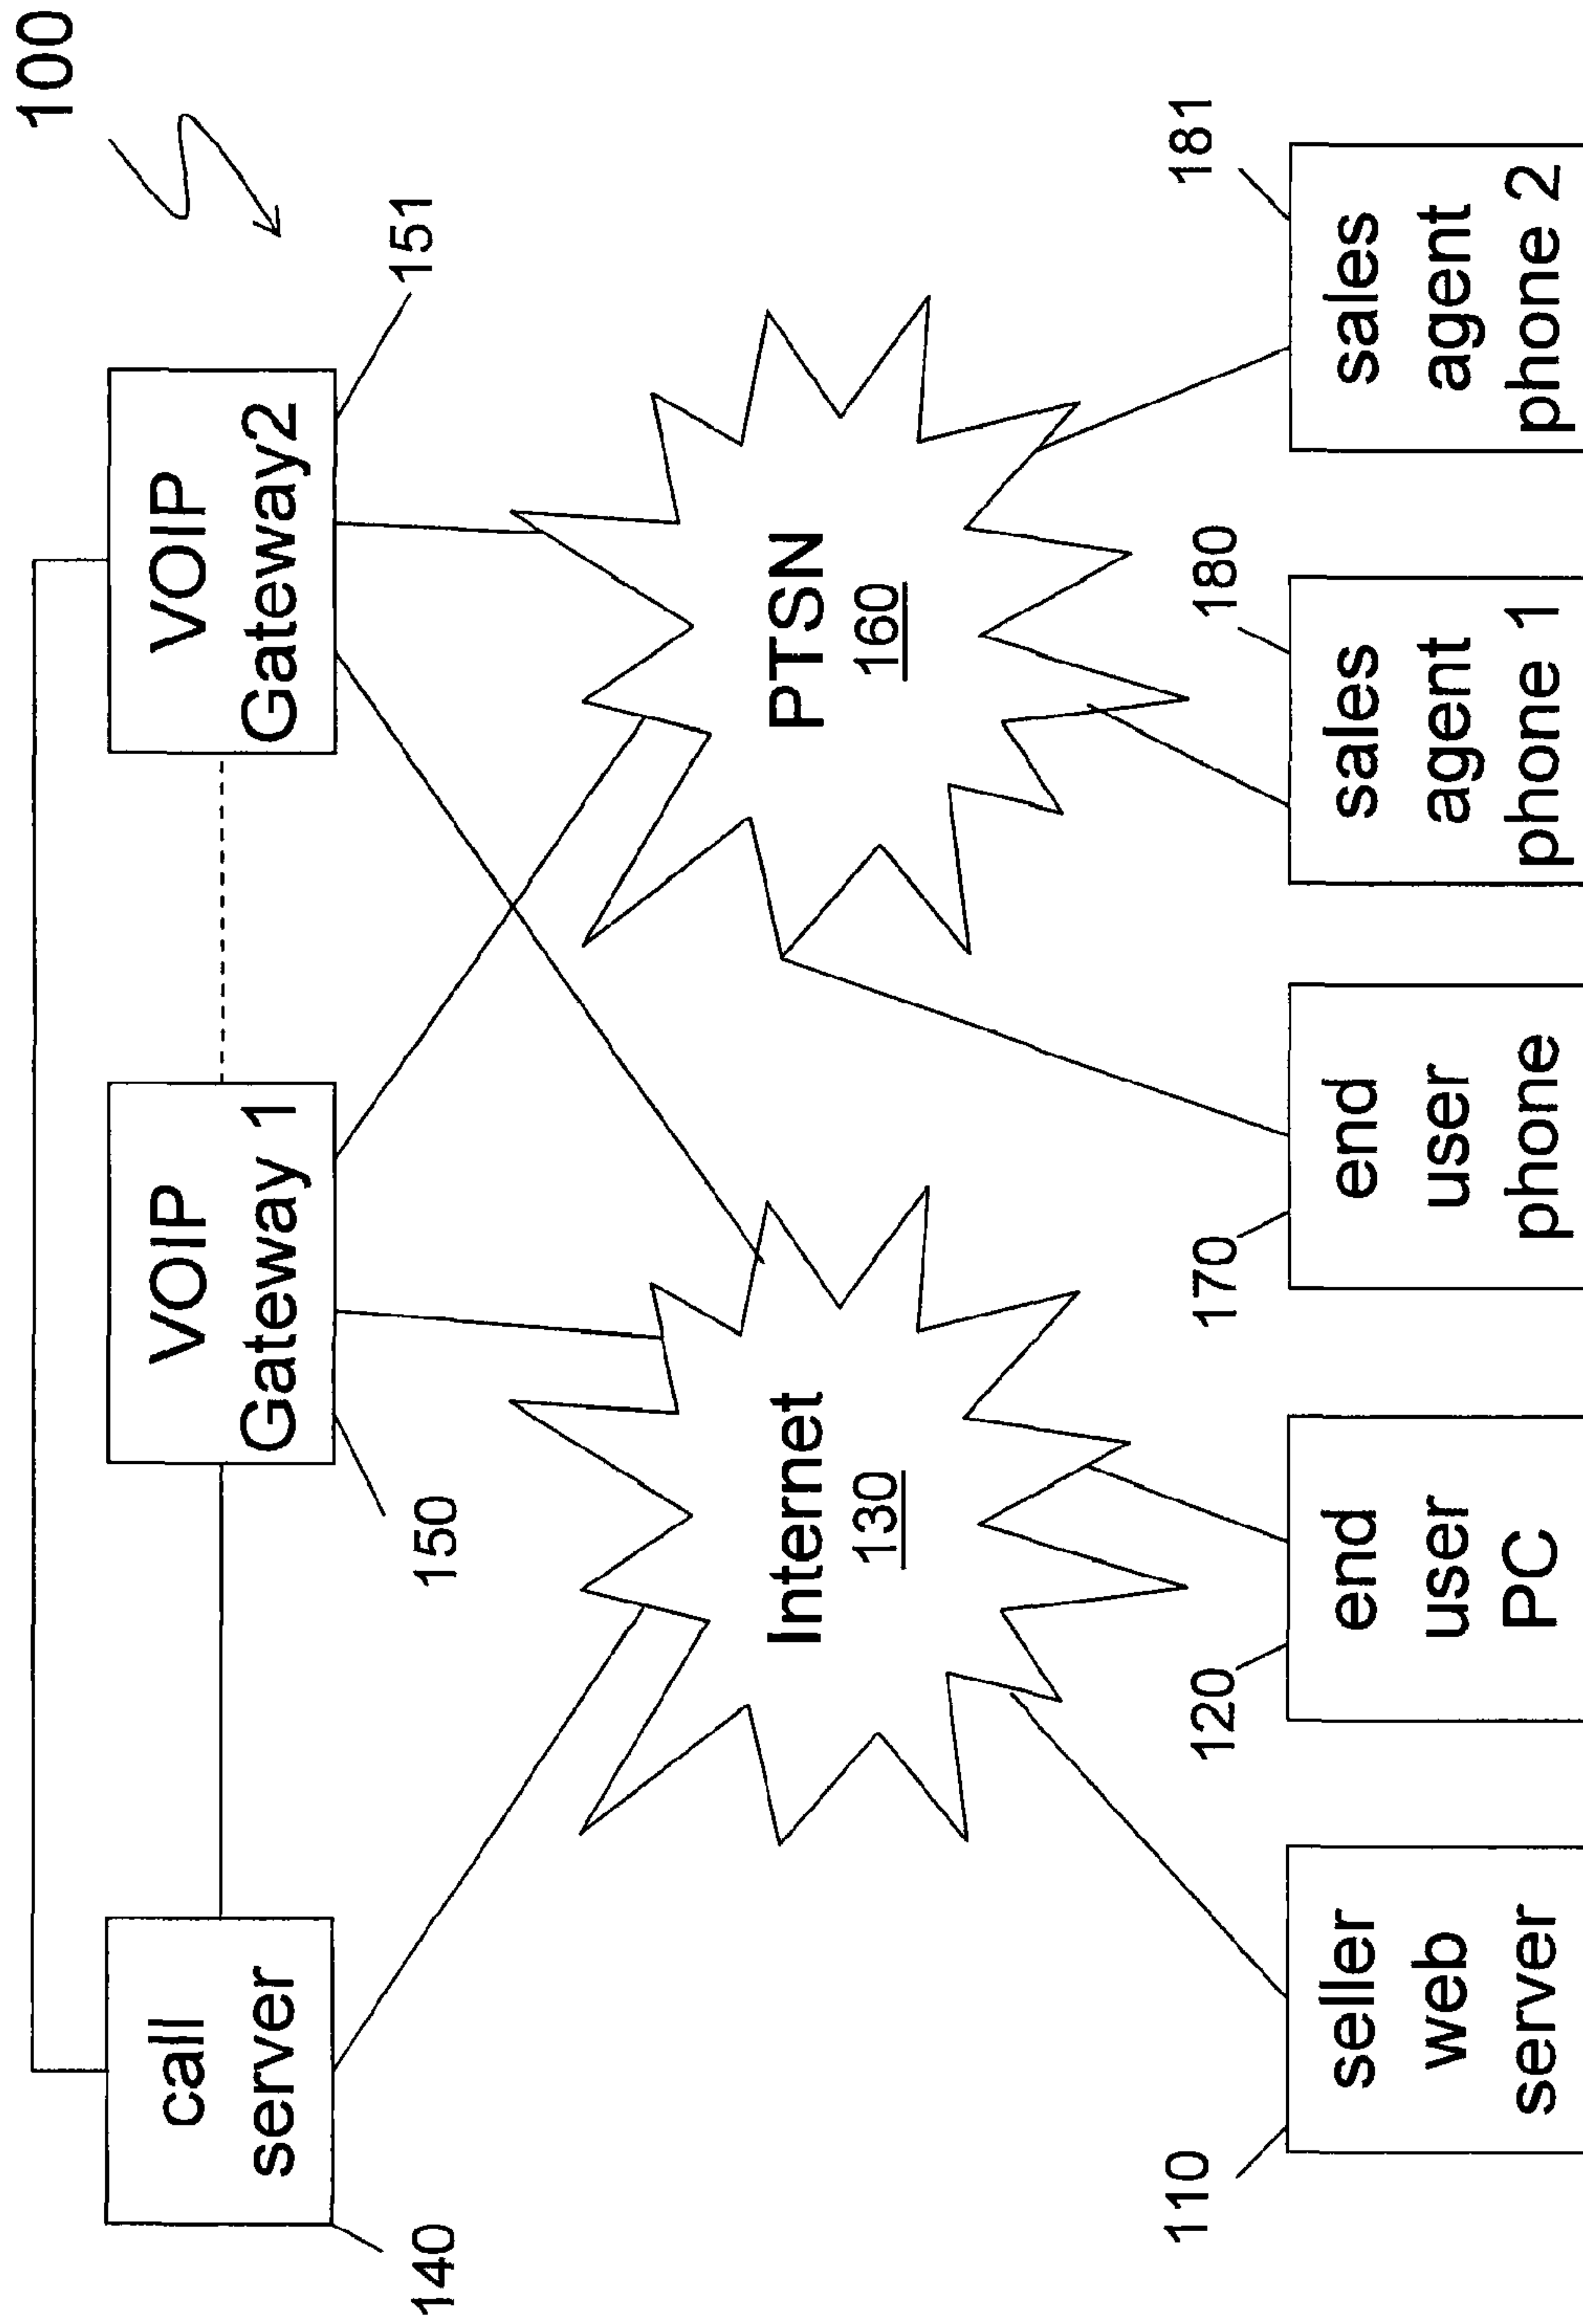 100
call
server
140
VOIP
Gateway 1
150
VOIP
Gateway2
151
Internet
130
PTSN
160
110
seller
web
server
120
end
user
PC
170
end
user
phone
180
sales
agent
phone 1
181
sales
agent
phone 2